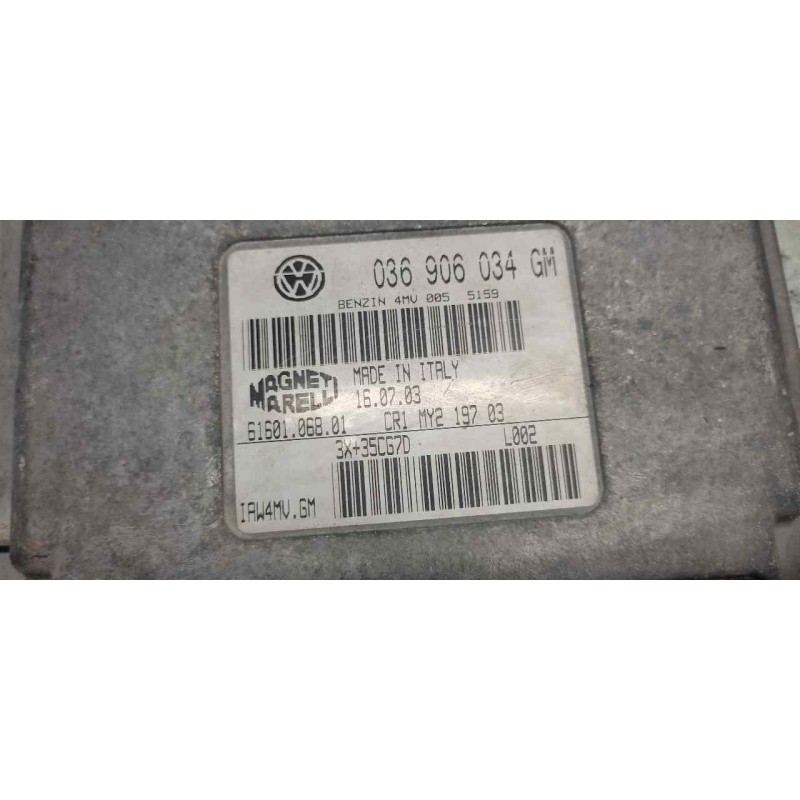 036 906 034 GM
BENZIN 4MV 005 5159
MAGNETI MADE IN ITALY
MARELLI 16.07.03
61601.068.01 CR1 MY2 197 03
3X+35CG7D L002
IAW4MV.GM